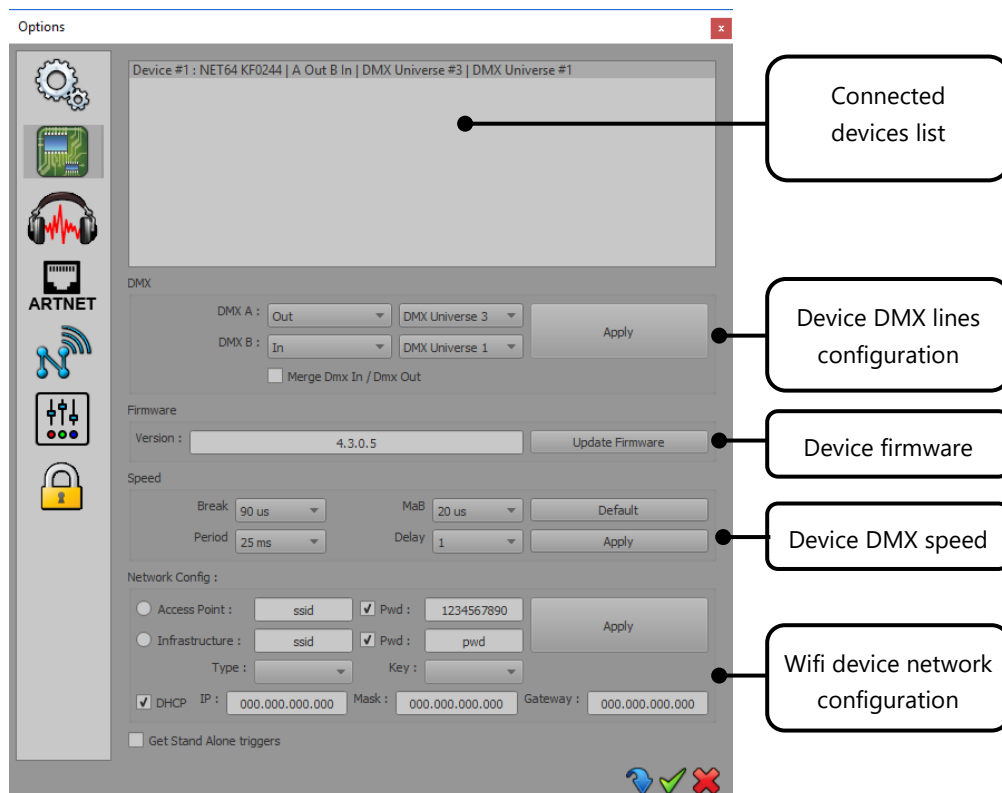 Options
Device #1 : NET64 KF0244 | A Out B In | DMX Universe #3 | DMX Universe #1
Connected
devices list
ARTNET
DMX
DMX A : Out DMX Universe 3 Apply
DMX B : In DMX Universe 1
Merge Dmx In / Dmx Out
Device DMX lines
configuration
Firmware
Version : 4.3.0.5 Update Firmware
Device firmware
Speed
Break 90 us MaB 20 us Default
Period 25 ms Delay 1 Apply
Device DMX speed
Network Config :
Access Point : ssid Pwd : 1234567890 Apply
Infrastructure : ssid Pwd : pwd
Type : Key :
DHCP IP : 000.000.000.000 Mask : 000.000.000.000 Gateway : 000.000.000.000
Wifi device network
configuration
Get Stand Alone triggers